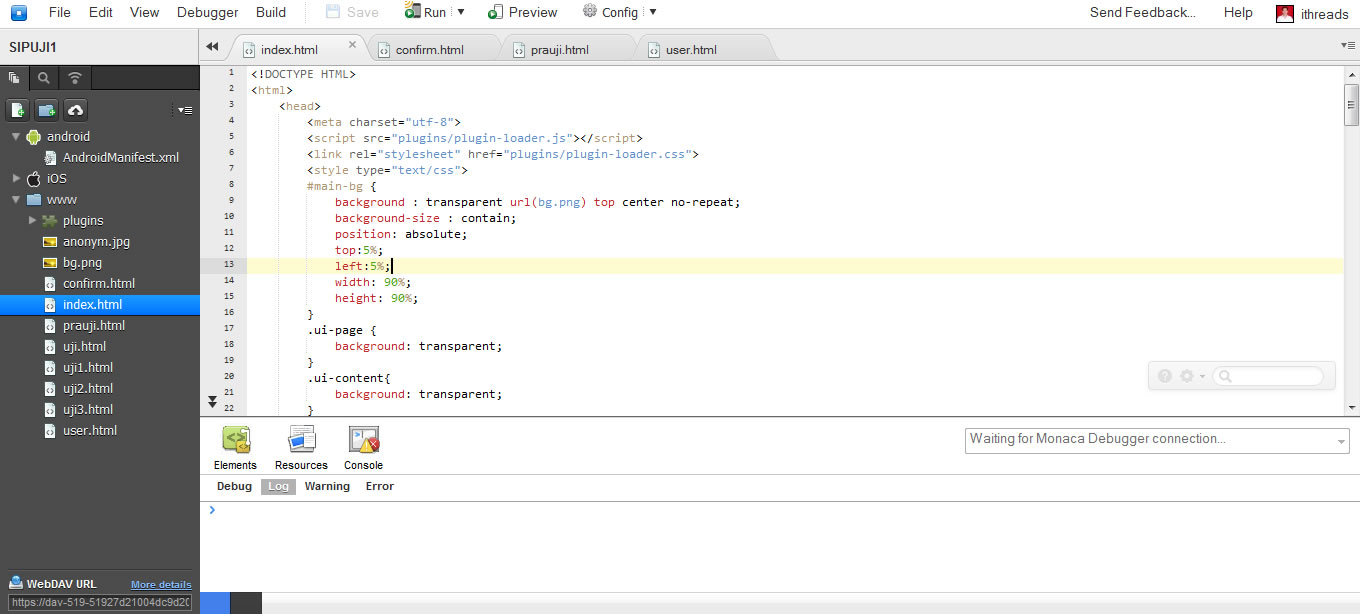 File Edit View Debugger Build Save Run Preview Config Send Feedback... Help ithreads
SIPUJI1
index.html confirm.html prauji.html user.html
android
AndroidManifest.xml
iOS
www
plugins
anonym.jpg
bg.png
confirm.html
index.html
prauji.html
uji.html
uji1.html
uji2.html
uji3.html
user.html
WebDAV URL More details
https://dav-519-51927d21004dc9d20
1 <!DOCTYPE HTML>
2 <html>
3 <head>
4 <meta charset="utf-8">
5 <script src="plugins/plugin-loader.js"></script>
6 <link rel="stylesheet" href="plugins/plugin-loader.css">
7 <style type="text/css">
8 #main-bg {
9 background : transparent url(bg.png) top center no-repeat;
10 background-size : contain;
11 position: absolute;
12 top:5%;
13 left:5%;
14 width: 90%;
15 height: 90%;
16 }
17 .ui-page {
18 background: transparent;
19 }
20 .ui-content{
21 background: transparent;
22 }
Elements Resources Console
Waiting for Monaca Debugger connection...
Debug Log Warning Error